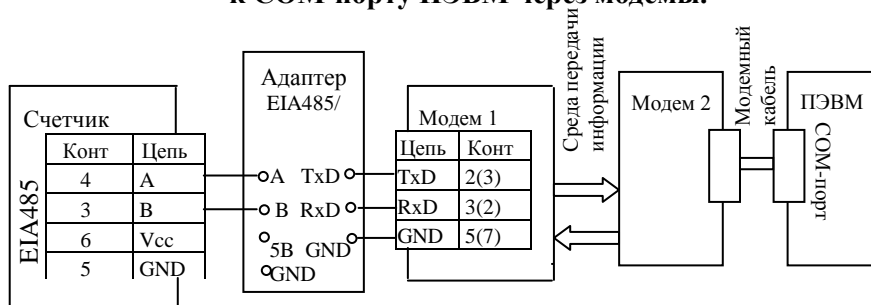 к COM-порту ПЭВМ через модемы.
Счетчик
EIA485
Конт Цепь
4 A
3 B
6 Vcc
5 GND
Адаптер
EIA485/
A TxD
B RxD
5В GND
GND
Модем 1
Цепь Конт
TxD 2(3)
RxD 3(2)
GND 5(7)
Среда передачи
информации
Модем 2
Модемный
кабель
ПЭВМ
COM-порт